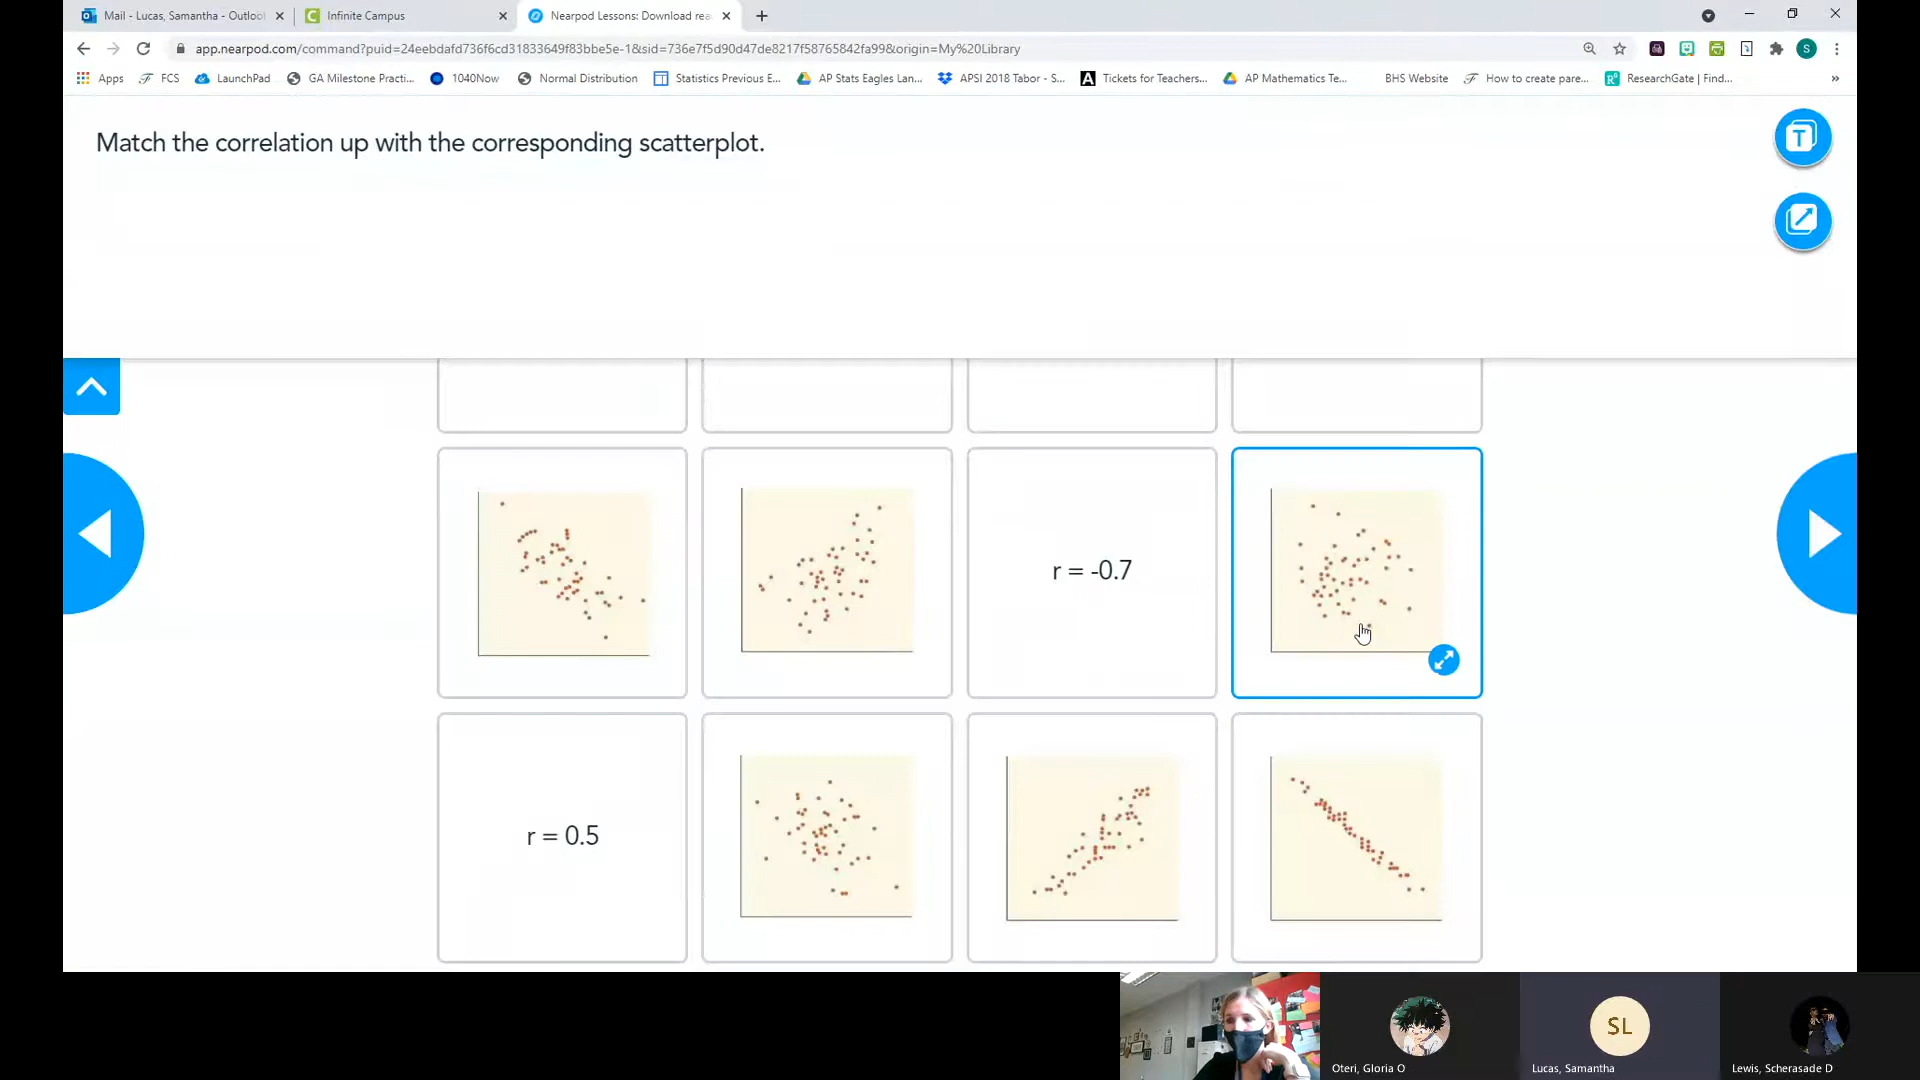 Mail - Lucas, Samantha - Outlool
Infinite Campus
Nearpod Lessons: Download rea
app.nearpod.com/command?puid=24eebdafd736f6cd31833649f83bbe5e-1&sid=736e7f5d90d47de8217f58765842fa99&origin=My%20Library
S
Apps FCS LaunchPad GA Milestone Practi... 1040Now Normal Distribution Statistics Previous E... AP Stats Eagles Lan... APSI 2018 Tabor - S... A Tickets for Teachers... AP Mathematics Te... BHS Website How to create pare... ResearchGate | Find... »
Match the correlation up with the corresponding scatterplot.
T
r = -0.7
r = 0.5
SL
Oteri, Gloria O
Lucas, Samantha
Lewis, Scherasade D